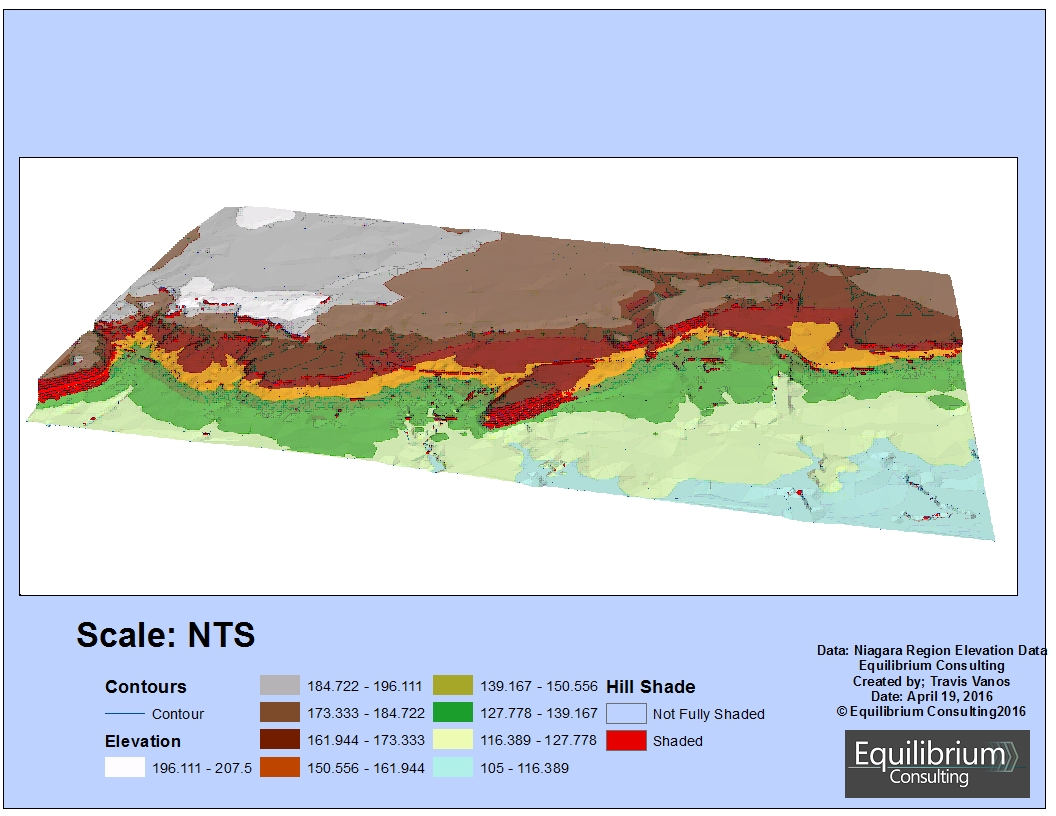 Scale: NTS
Contours
Contour
Elevation
196.111 - 207.5
184.722 - 196.111
173.333 - 184.722
161.944 - 173.333
150.556 - 161.944
139.167 - 150.556
127.778 - 139.167
116.389 - 127.778
105 - 116.389
Hill Shade
Not Fully Shaded
Shaded
Data: Niagara Region Elevation Data
Equilibrium Consulting
Created by; Travis Vanos
Date: April 19, 2016
© Equilibrium Consulting2016
Equilibrium
Consulting